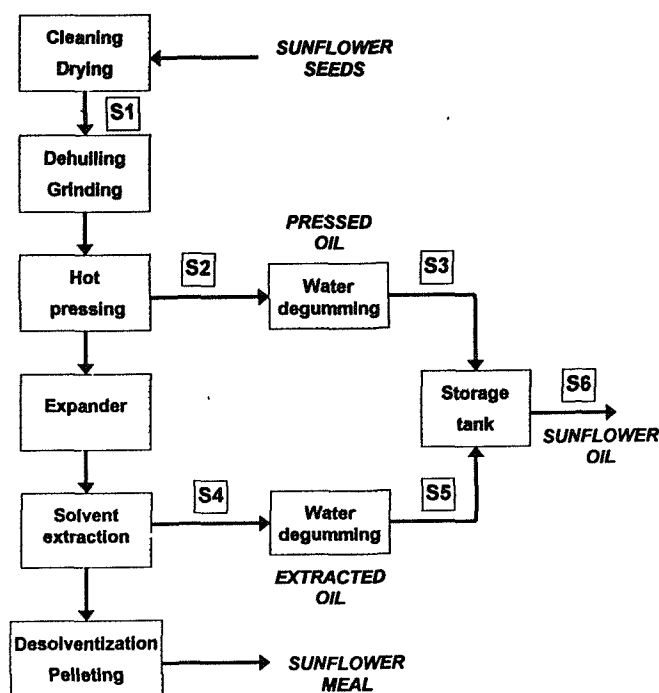 Cleaning
Drying
SUNFLOWER
SEEDS
S1
Dehulling
Grinding
PRESSED
OIL
Hot
pressing
S2
Water
degumming
S3
Expander
Storage
tank
S6
SUNFLOWER
OIL
Solvent
extraction
S4
Water
degumming
S5
EXTRACTED
OIL
Desolventization
Pelleting
SUNFLOWER
MEAL